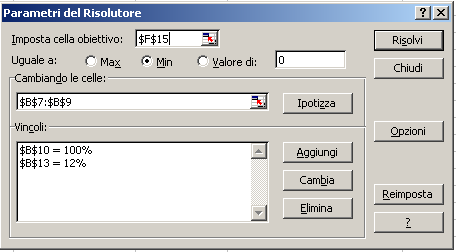 Parametri del Risolutore
Imposta cella obiettivo: $F$15 Risolvi
Uguale a: Max Min Valore di: 0 Chiudi
Cambiando le celle:
$B$7:$B$9 Ipotizza
Vincoli: Opzioni
$B$10 = 100% Aggiungi
$B$13 = 12%
Cambia
Elimina Reimposta
?